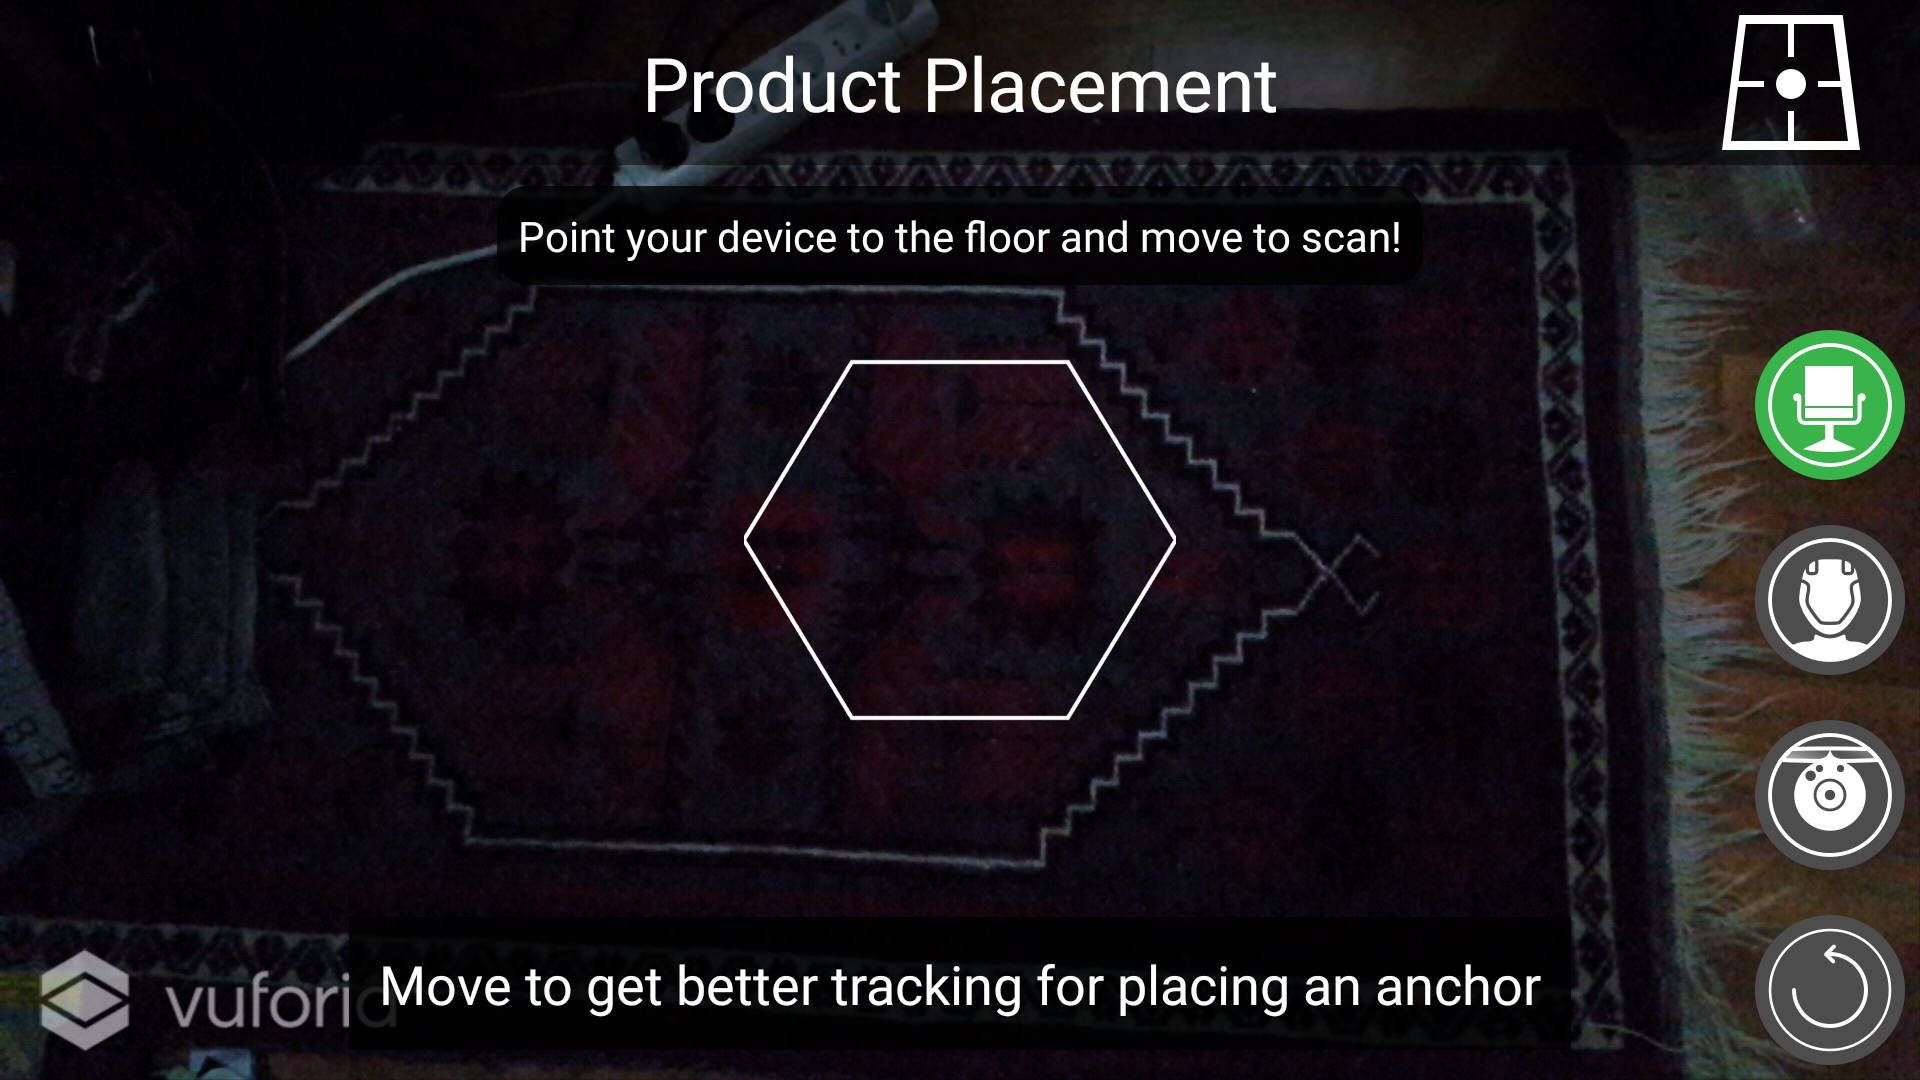 Product Placement
Point your device to the floor and move to scan!
Move to get better tracking for placing an anchor
vuforia